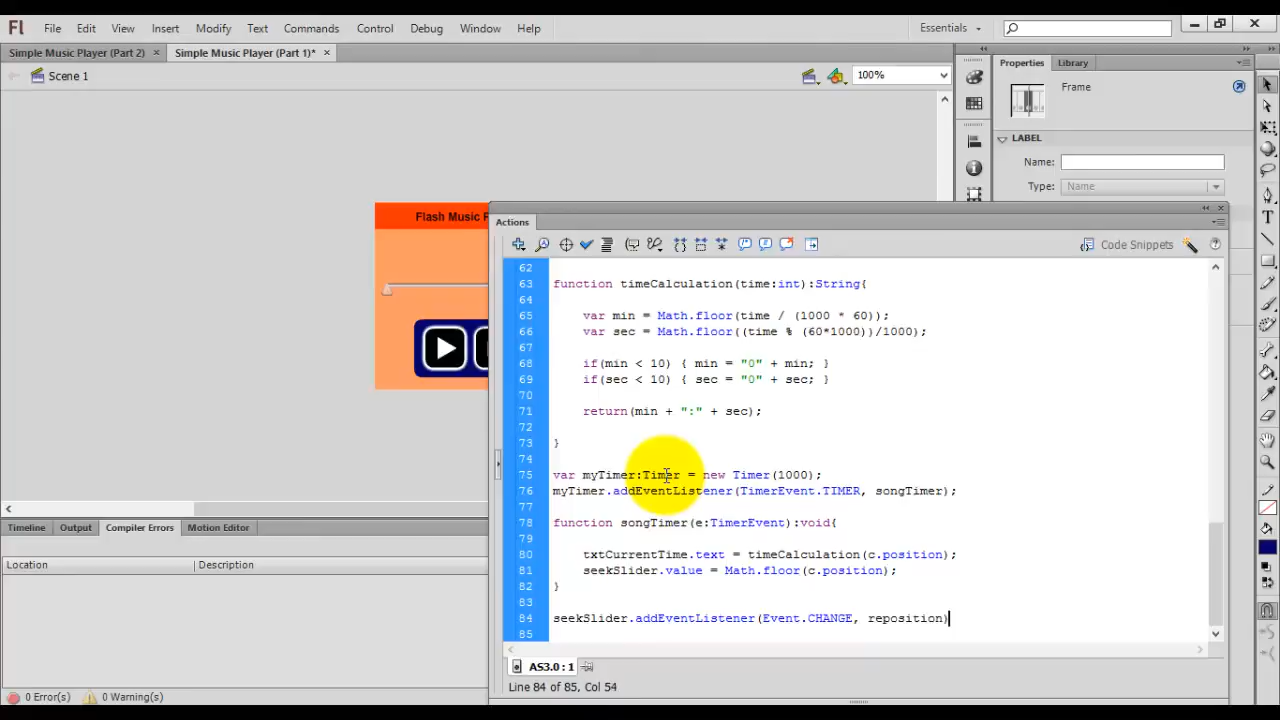 Fl File Edit View Insert Modify Text Commands Control Debug Window Help Essentials
Simple Music Player (Part 2) × Simple Music Player (Part 1)* × Properties Library
Scene 1 100%
Frame
LABEL
Name:
Type: Name
Flash Music P
Actions
Code Snippets
62
63 function timeCalculation(time:int):String{
64
65 var min = Math.floor(time / (1000 * 60));
66 var sec = Math.floor((time % (60*1000))/1000);
67
68 if(min < 10) { min = "0" + min; }
69 if(sec < 10) { sec = "0" + sec; }
70
71 return(min + ":" + sec);
72
73 }
74
75 var myTimer:Timer = new Timer(1000);
76 myTimer.addEventListener(TimerEvent.TIMER, songTimer);
77
78 function songTimer(e:TimerEvent):void{
79
80 txtCurrentTime.text = timeCalculation(c.position);
81 seekSlider.value = Math.floor(c.position);
82 }
83
84 seekSlider.addEventListener(Event.CHANGE, reposition)
85
Timeline Output Compiler Errors Motion Editor
Location Description
AS3.0 : 1
Line 84 of 85, Col 54
0 Error(s) 0 Warning(s)